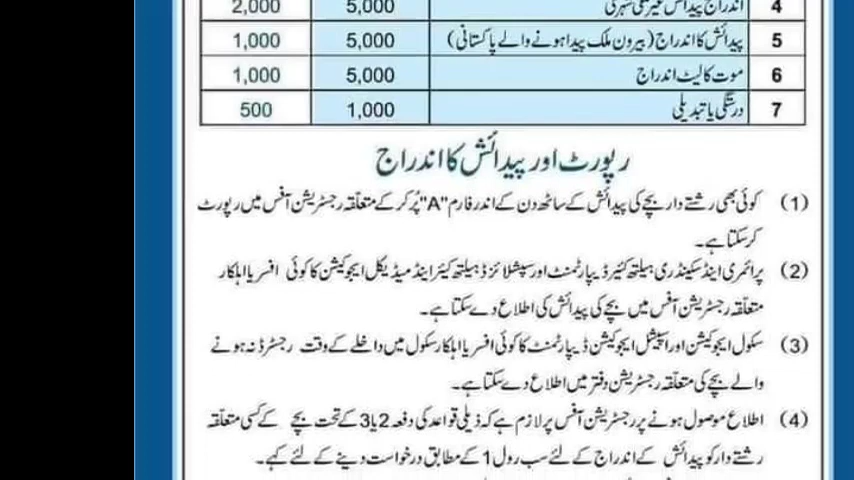 4 اندراج پیدائش غیر ملکی شہری 5,000 2,000
5 پیدائش کا اندراج (بیرون ملک پیدا ہونے والے پاکستانی) 5,000 1,000
6 موت کا لیٹ اندراج 5,000 1,000
7 درستگی یا تبدیلی 1,000 500
رپورٹ اور پیدائش کا اندراج
(1) کوئی بھی رشتے دار بچے کی پیدائش کے ساٹھ دن کے اندر فارم "A" پُر کر کے متعلقہ رجسٹریشن آفس میں رپورٹ
کر سکتا ہے۔
(2) پرائمری اینڈ سکینڈری ہیلتھ کئیر ڈیپارٹمنٹ اور سپشلائزڈ ہیلتھ کیئر اینڈ میڈیکل ایجوکیشن کا کوئی افسر یا اہلکار
متعلقہ رجسٹریشن آفس میں بچے کی پیدائش کی اطلاع دے سکتا ہے۔
(3) سکول ایجوکیشن اور اسپیشل ایجوکیشن ڈیپارٹمنٹ کا کوئی افسر یا اہلکار سکول میں داخلے کے وقت رجسٹرڈ نہ ہونے
والے بچے کی متعلقہ رجسٹریشن دفتر میں اطلاع دے سکتا ہے۔
(4) اطلاع موصول ہونے پر رجسٹریشن آفس پر لازم ہے کہ ذیلی قواعد کی دفعہ 2 یا 3 کے تحت بچے کے کسی متعلقہ
رشتے دار کو پیدائش کے اندراج کے لئے سب رول 1 کے مطابق درخواست دینے کے لئے کہے۔